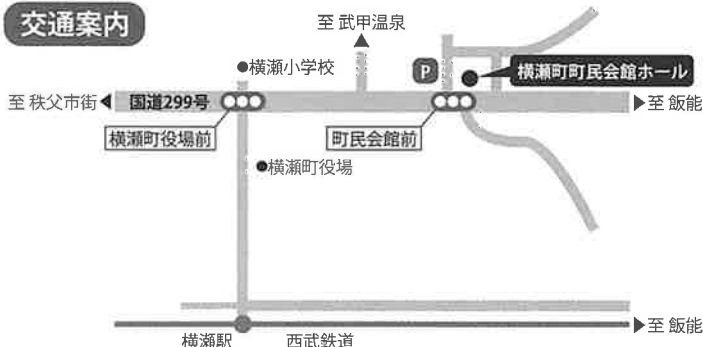 交通案内
至 武甲温泉
横瀬小学校
P
横瀬町町民会館ホール
至 秩父市街
国道299号
至 飯能
横瀬町役場前
町民会館前
横瀬町役場
至 飯能
横瀬駅
西武鉄道